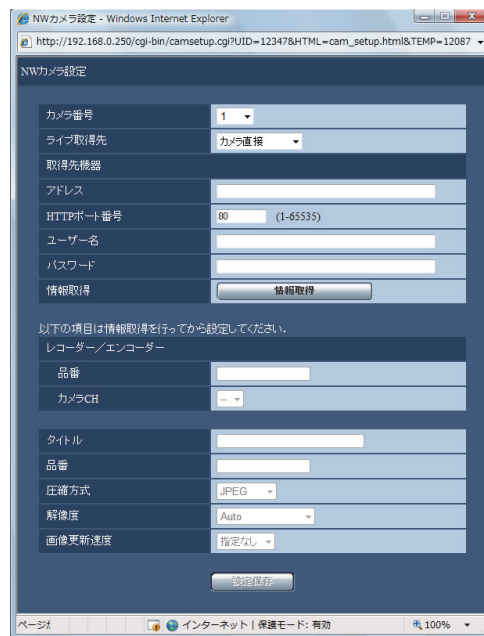 NWカメラ設定 - Windows Internet Explorer
http://192.168.0.250/cgi-bin/camsetup.cgi?UID=12347&HTML=cam_setup.html&TEMP=12087
NWカメラ設定
カメラ番号 1
ライブ取得先 カメラ直接
取得先機器
アドレス
HTTPポート番号 80 (1-65535)
ユーザー名
パスワード
情報取得 情報取得
以下の項目は情報取得を行ってから設定してください.
レコーダー／エンコーダー
品番
カメラCH --
タイトル
品番
圧縮方式 JPEG
解像度 Auto
画像更新速度 指定なし
設定保存
ページが インターネット | 保護モード: 有効 100%